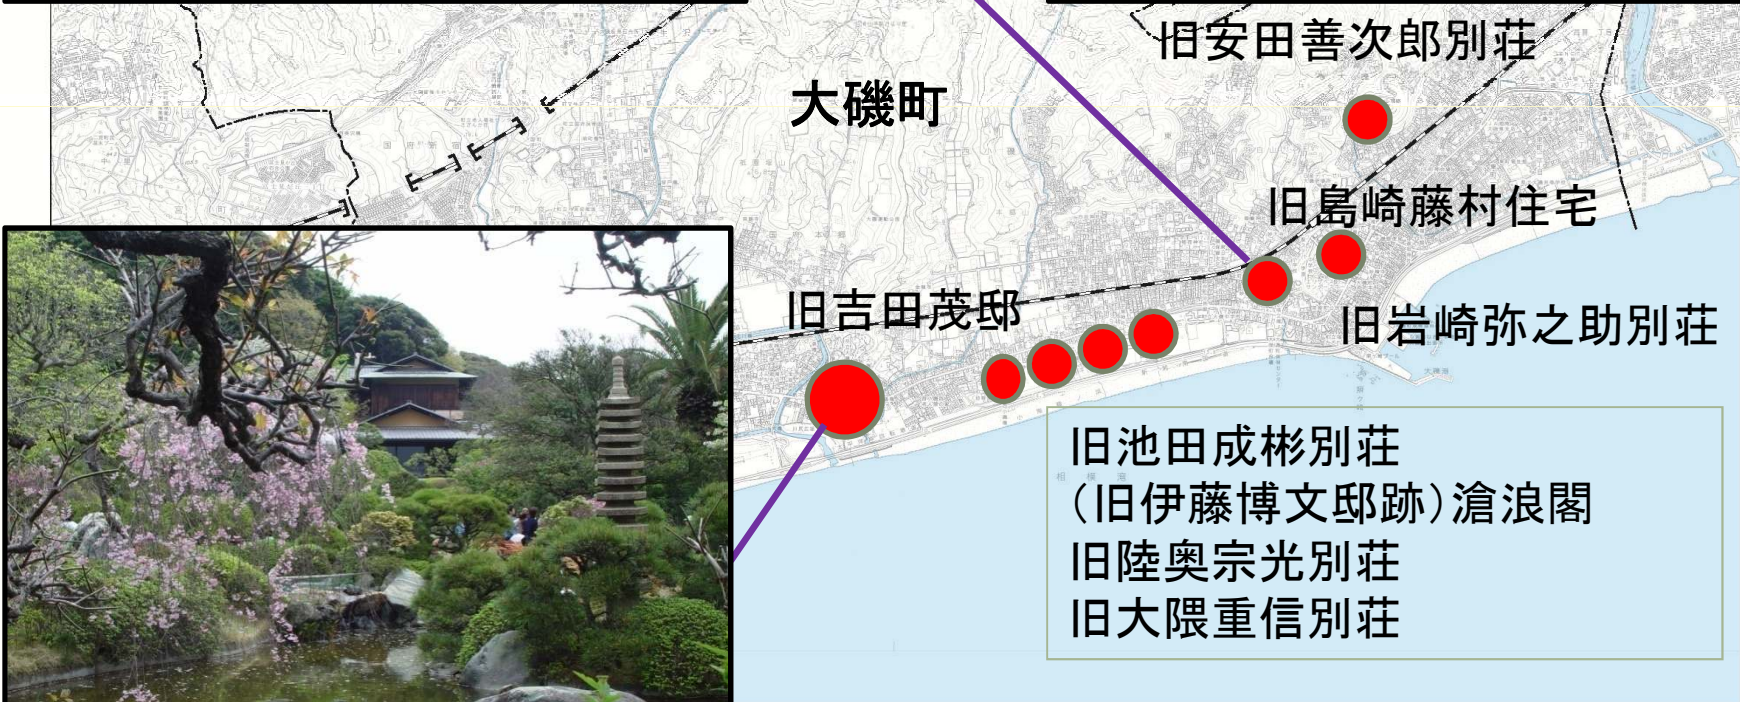 旧安田善次郎別荘
大磯町
旧島崎藤村住宅
旧吉田茂邸
旧岩崎弥之助別荘
旧池田成彬別荘
(旧伊藤博文邸跡)滄浪閣
旧陸奥宗光別荘
旧大隈重信別荘